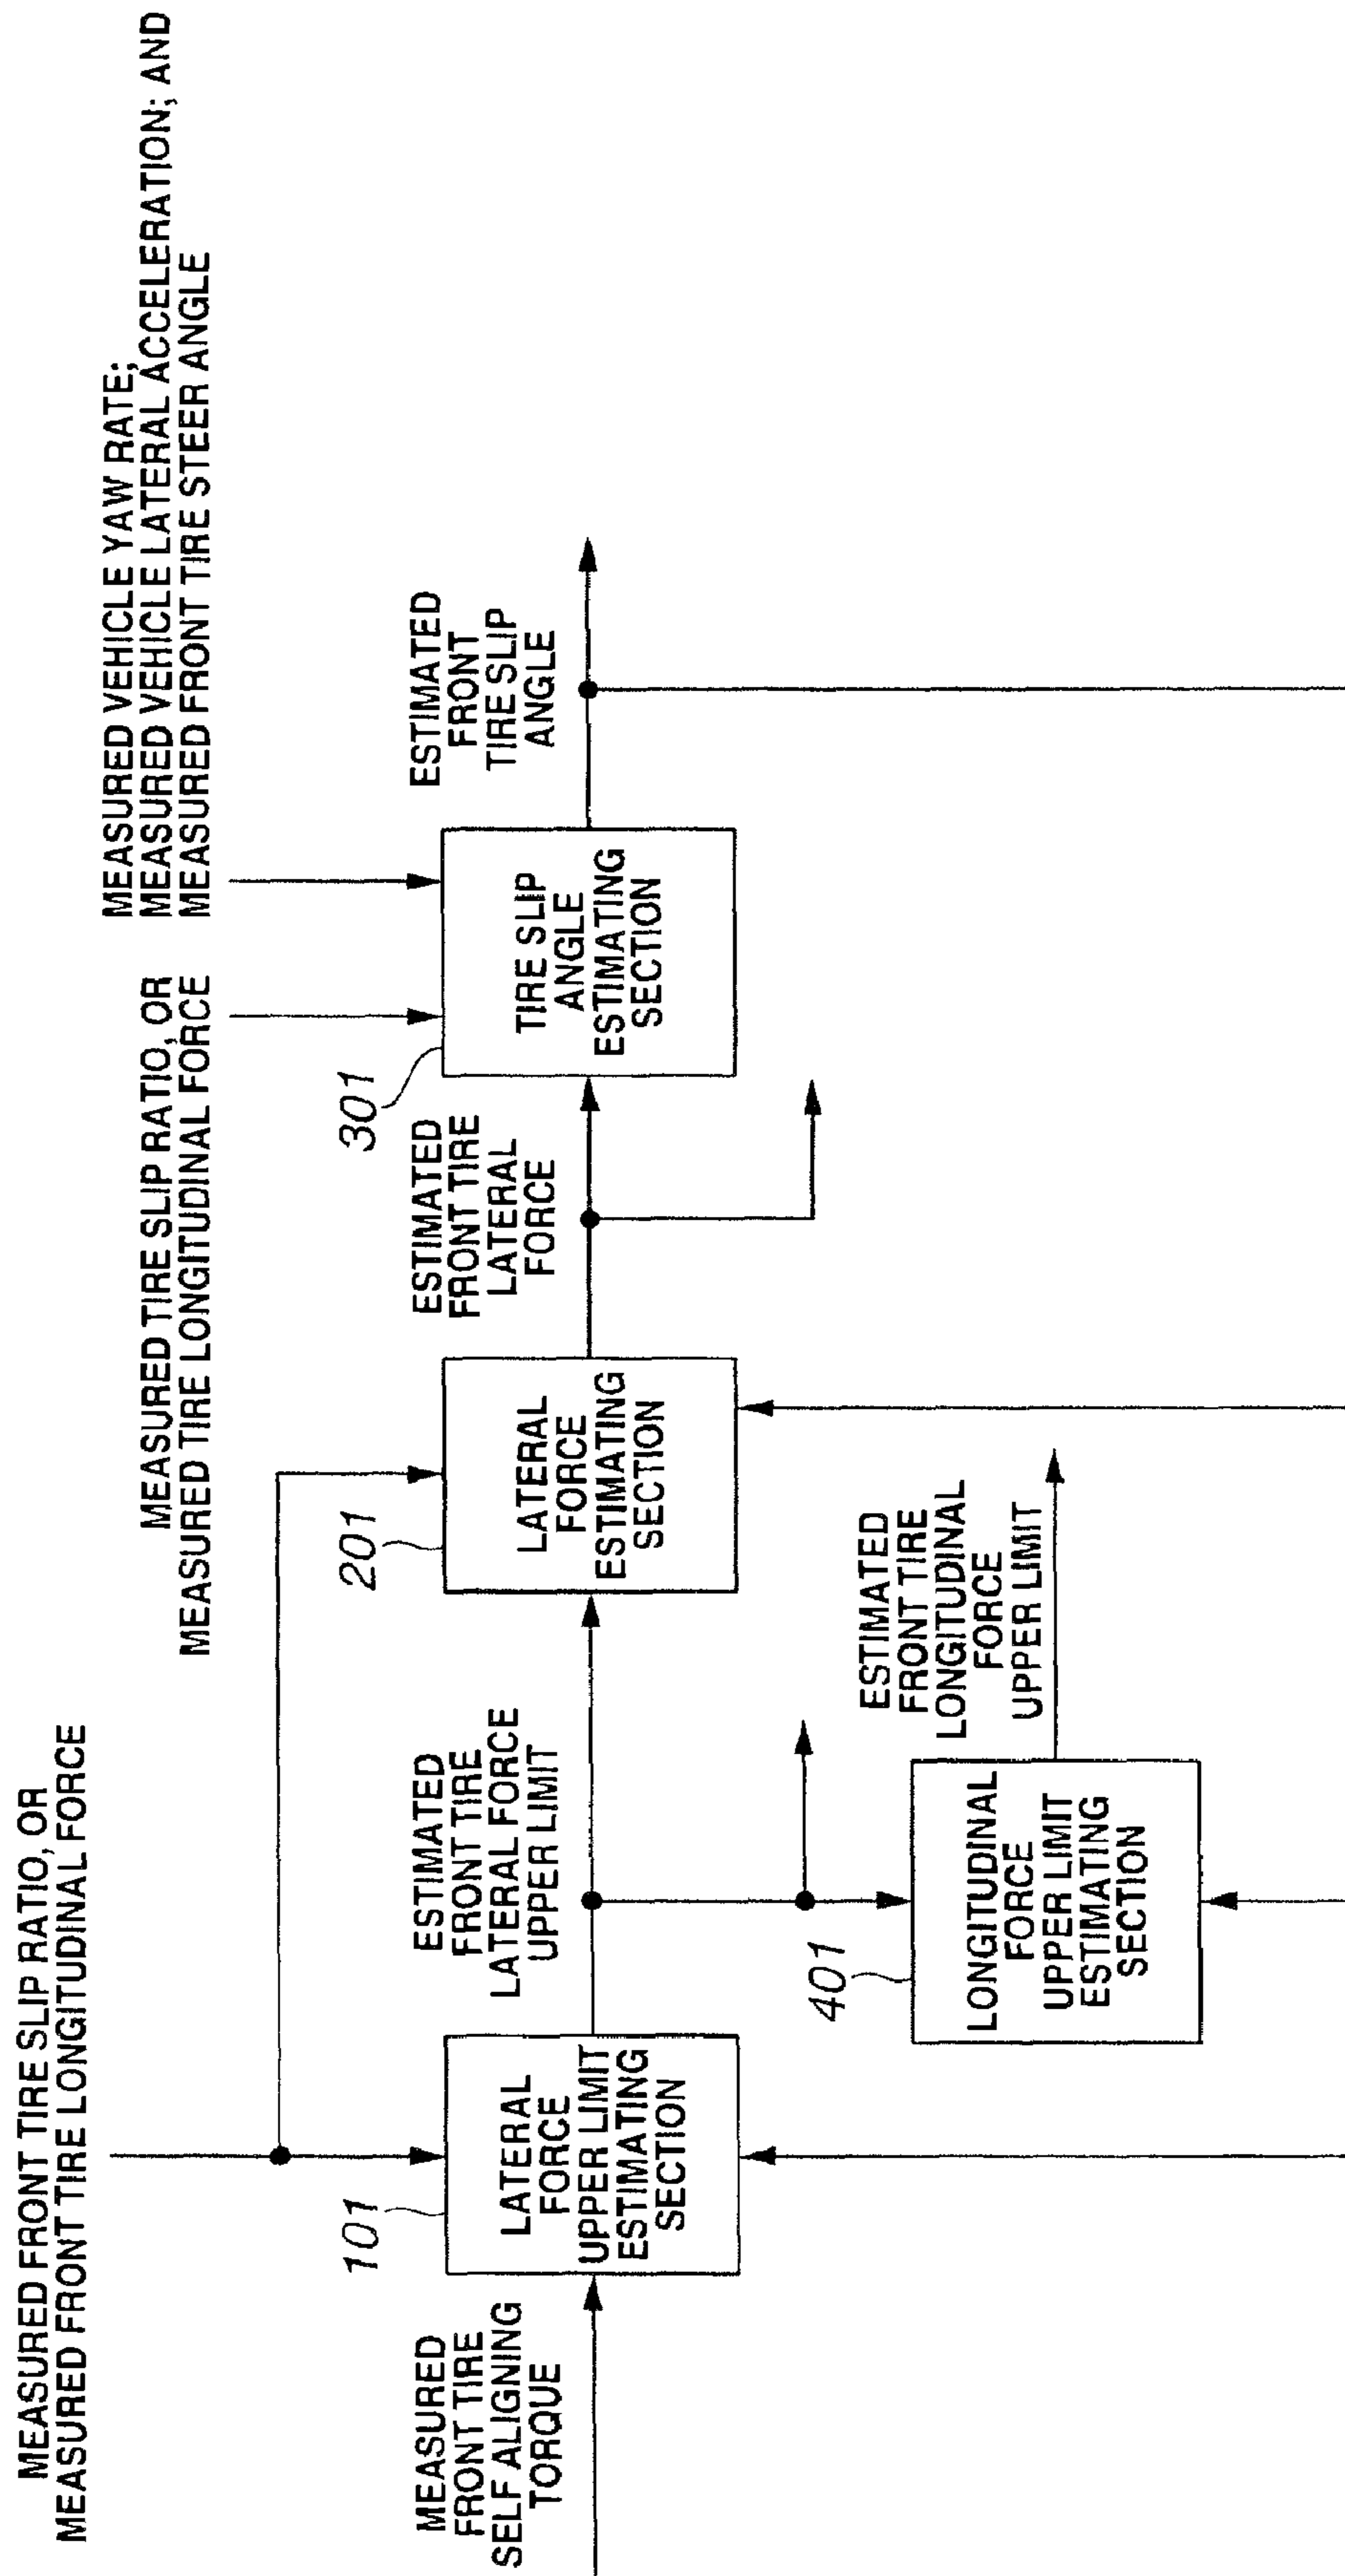 MEASURED FRONT TIRE SLIP RATIO, OR
MEASURED FRONT TIRE LONGITUDINAL FORCE
MEASURED TIRE SLIP RATIO, OR
MEASURED TIRE LONGITUDINAL FORCE
MEASURED VEHICLE YAW RATE;
MEASURED VEHICLE LATERAL ACCELERATION; AND
MEASURED FRONT TIRE STEER ANGLE
MEASURED
FRONT TIRE
SELF ALIGNING
TORQUE
101
LATERAL
FORCE
UPPER LIMIT
ESTIMATING
SECTION
ESTIMATED
FRONT TIRE
LATERAL FORCE
UPPER LIMIT
201
LATERAL
FORCE
ESTIMATING
SECTION
ESTIMATED
FRONT TIRE
LATERAL
FORCE
301
TIRE SLIP
ANGLE
ESTIMATING
SECTION
ESTIMATED
FRONT
TIRE SLIP
ANGLE
401
LONGITUDINAL
FORCE
UPPER LIMIT
ESTIMATING
SECTION
ESTIMATED
FRONT TIRE
LONGITUDINAL
FORCE
UPPER LIMIT